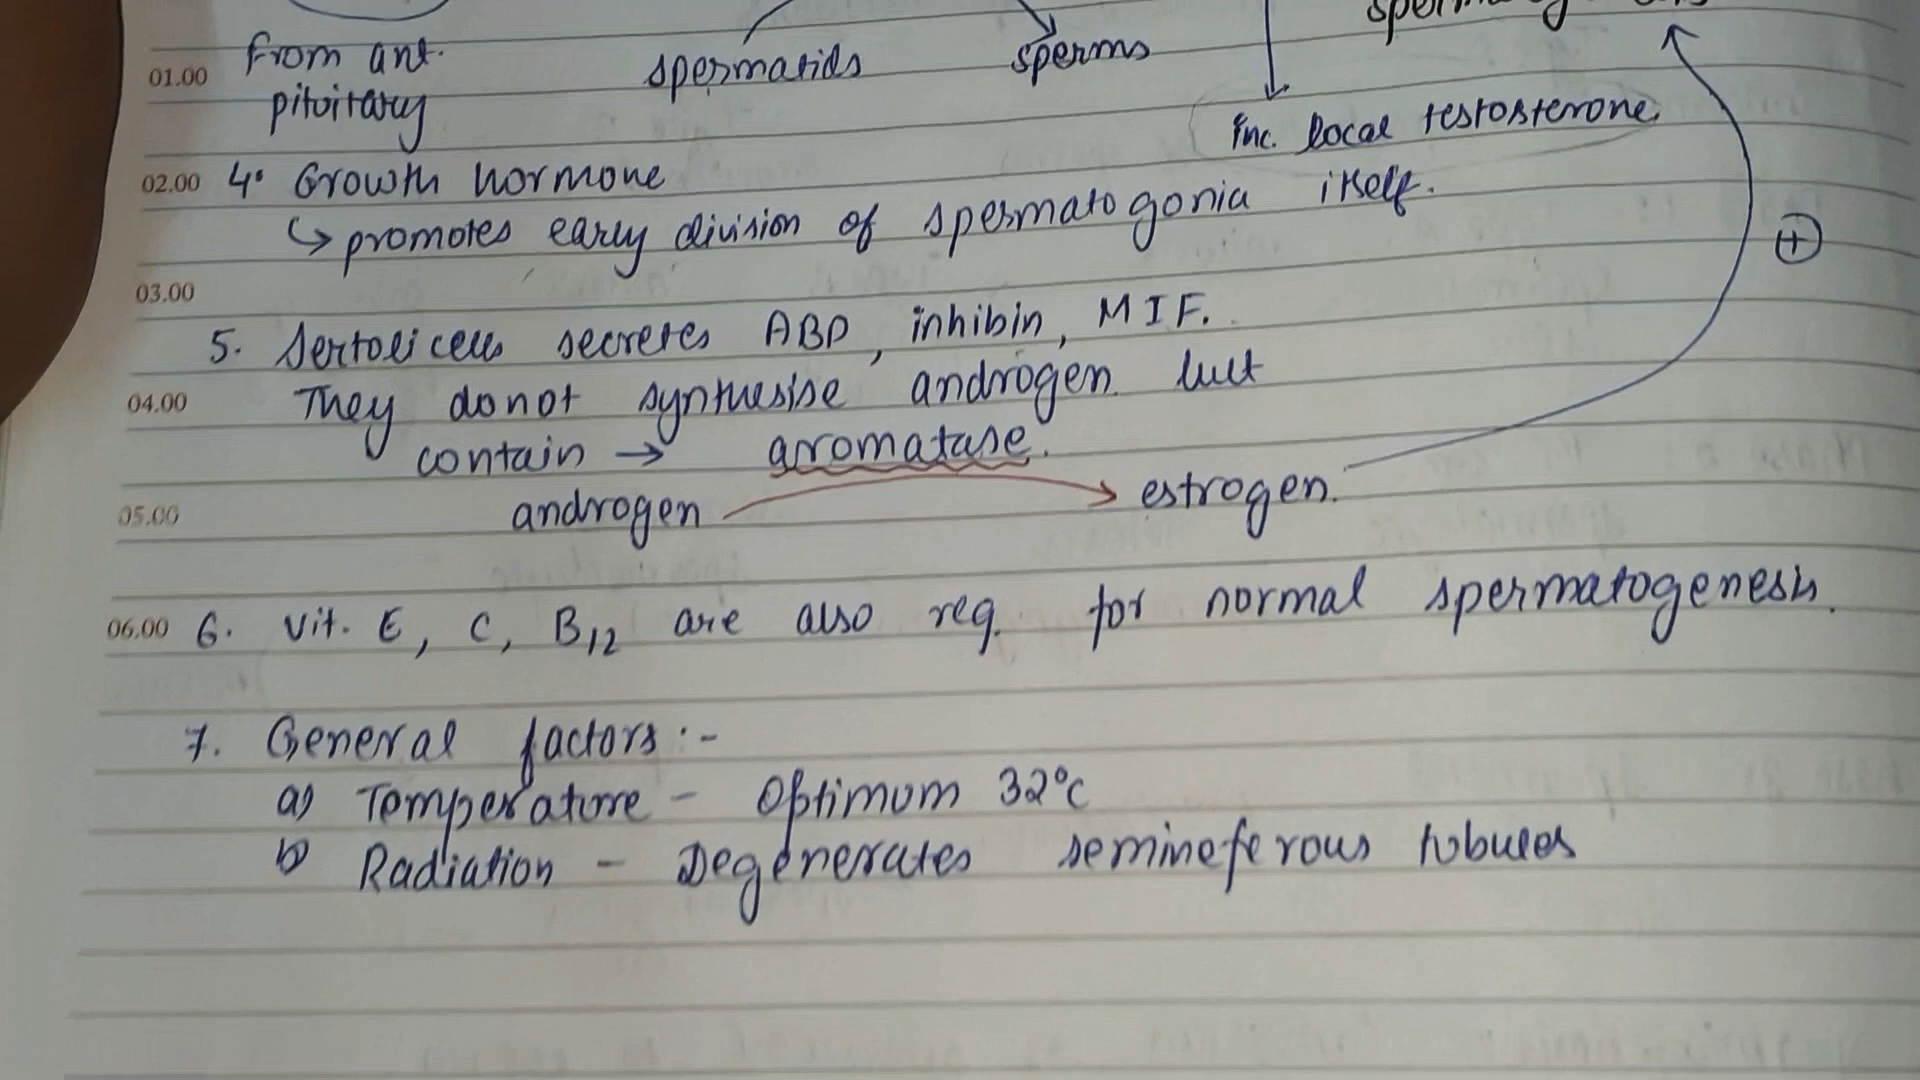 from ant.
spermatids
sperms
01.00
pituitary
inc. local testosterone
02.00 4. Growth hormone
↳ promotes early division of spermatogonia itself.
+
03.00
5. Sertoli cells secretes ABP, inhibin, MIF.
04.00 They do not synthesise androgen but
contain → aromatase.
05.00 androgen → estrogen.
06.00 6. Vit. E, C, B12 are also req. for normal spermatogenesis.
7. General factors :-
a) Temperature - Optimum 32°C
b) Radiation - Degenerates semineferous tubules